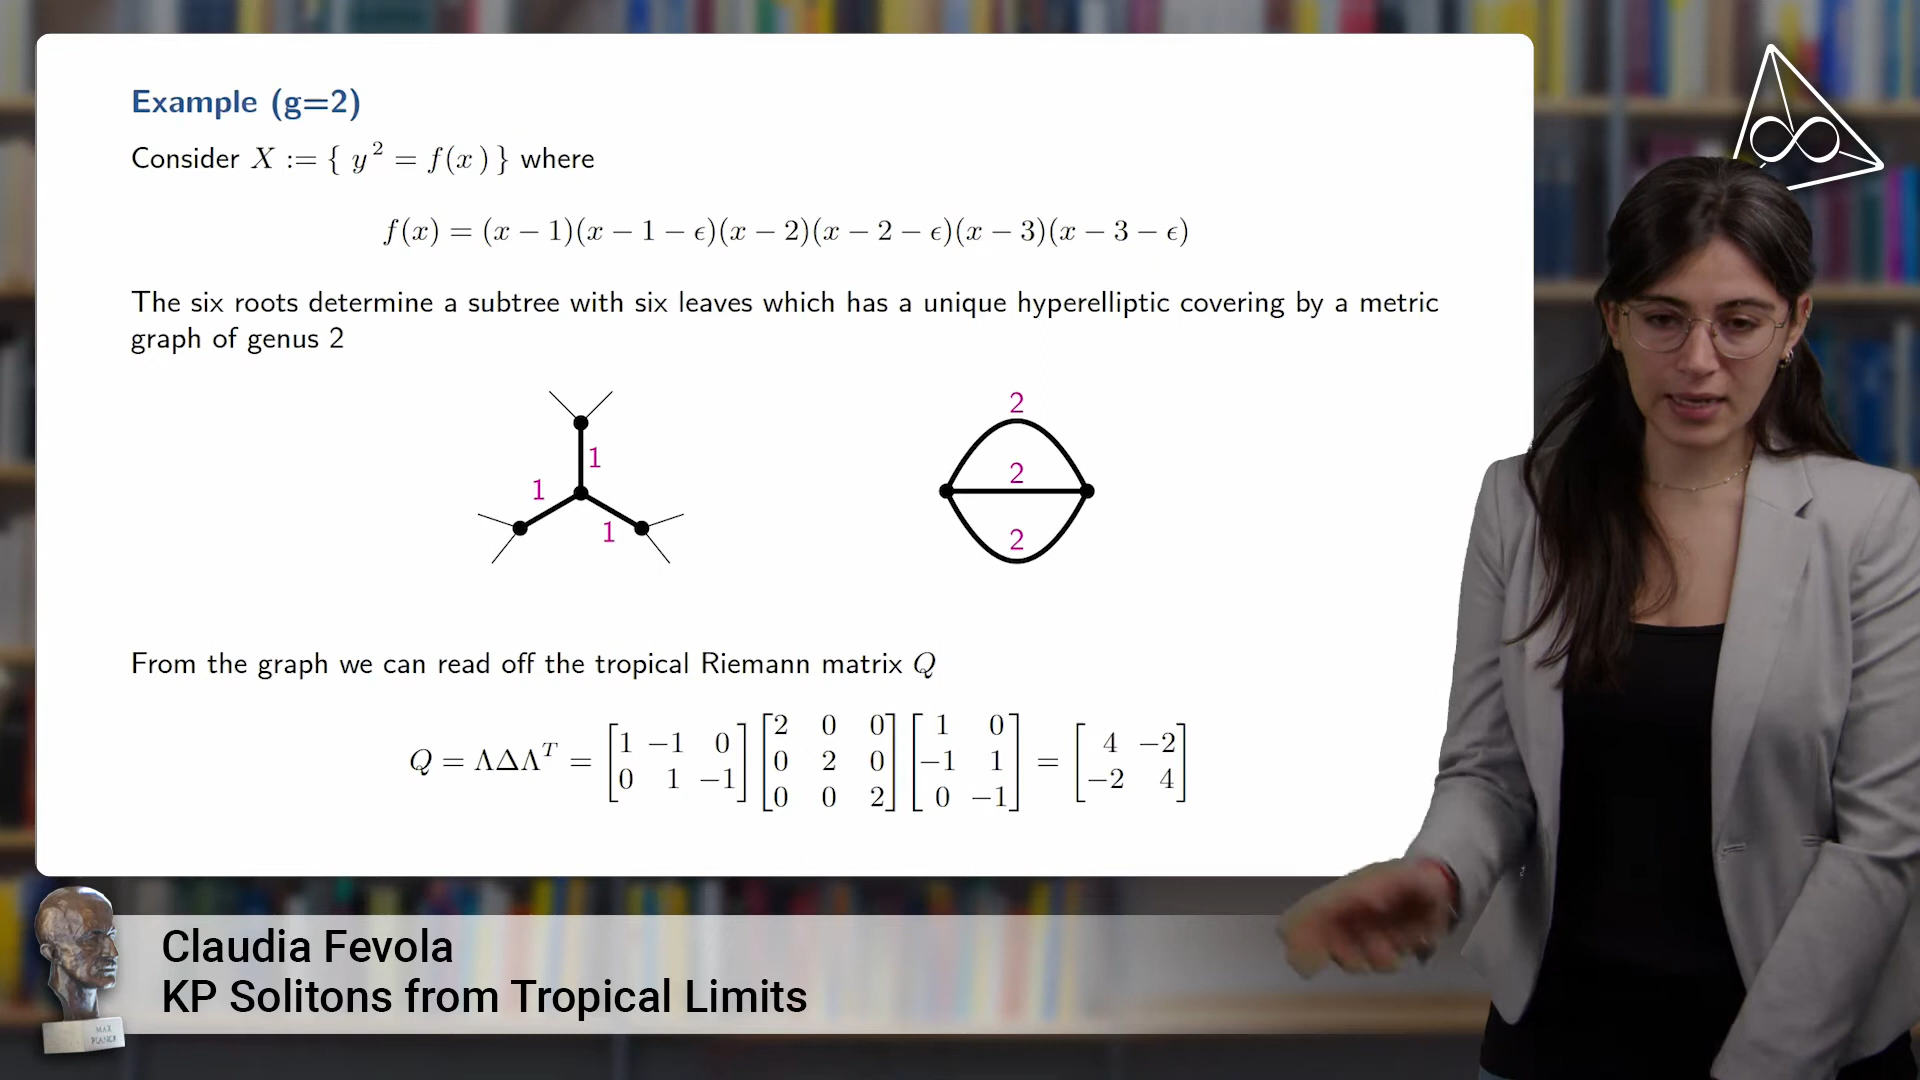 Example (g=2)
Consider X := { y² = f(x) } where
f(x) = (x − 1)(x − 1 − ϵ)(x − 2)(x − 2 − ϵ)(x − 3)(x − 3 − ϵ)
The six roots determine a subtree with six leaves which has a unique hyperelliptic covering by a metric
graph of genus 2
1
1
1
2
2
2
From the graph we can read off the tropical Riemann matrix Q
Q = ΛΔΛᵀ = [1 −1 0; 0 1 −1] [2 0 0; 0 2 0; 0 0 2] [1 0; −1 1; 0 −1] = [4 −2; −2 4]
Claudia Fevola
KP Solitons from Tropical Limits
MAX
PLANCK